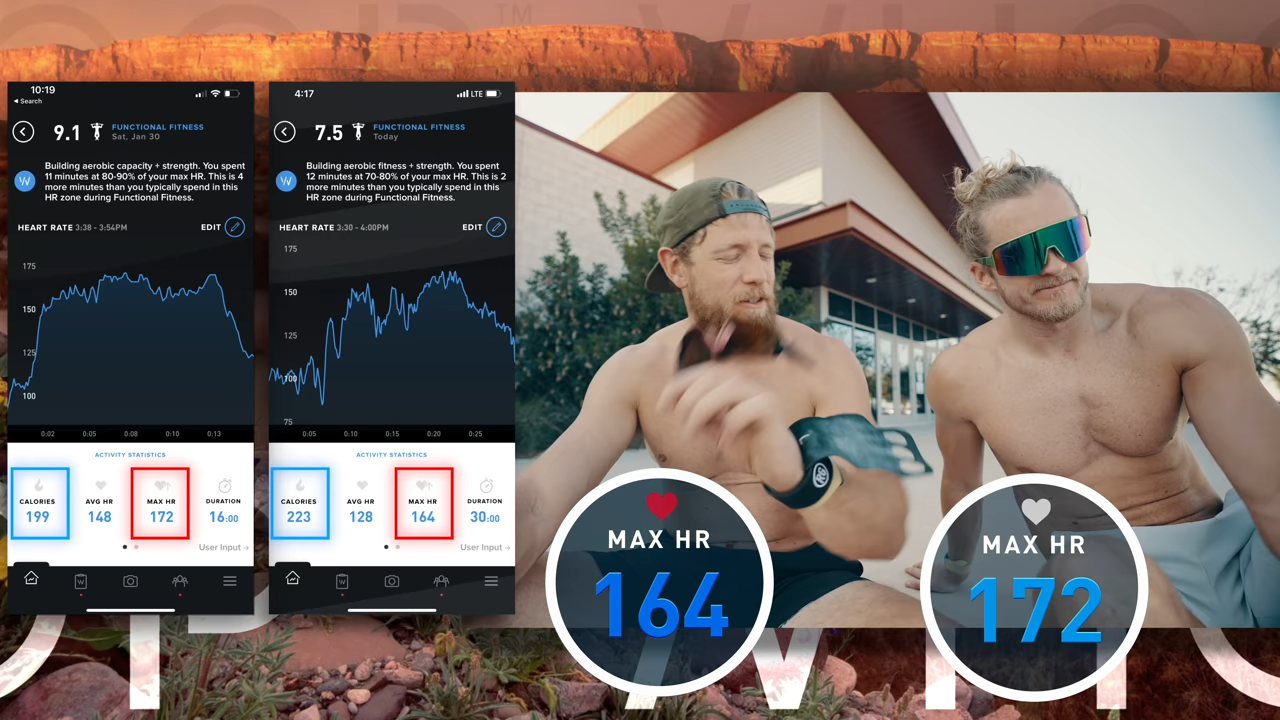 TM
10:19
◂ Search
9.1
FUNCTIONAL FITNESS
Sat, Jan 30
W
Building aerobic capacity + strength. You spent
11 minutes at 80-90% of your max HR. This is 4
more minutes than you typically spend in this
HR zone during Functional Fitness.
HEART RATE 3:38 - 3:54PM
EDIT
175
150
125
100
0:02 0:05 0:08 0:10 0:13
ACTIVITY STATISTICS
CALORIES AVG HR MAX HR DURATION
199 148 172 16:00
User Input →
4:17
LTE
7.5
FUNCTIONAL FITNESS
Today
W
Building aerobic fitness + strength. You spent
12 minutes at 70-80% of your max HR. This is 2
more minutes than you typically spend in this
HR zone during Functional Fitness.
HEART RATE 3:30 - 4:00PM
EDIT
175
150
125
100
75
0:05 0:10 0:15 0:20 0:25
ACTIVITY STATISTICS
CALORIES AVG HR MAX HR DURATION
223 128 164 30:00
User Input →
MAX HR
164
MAX HR
172